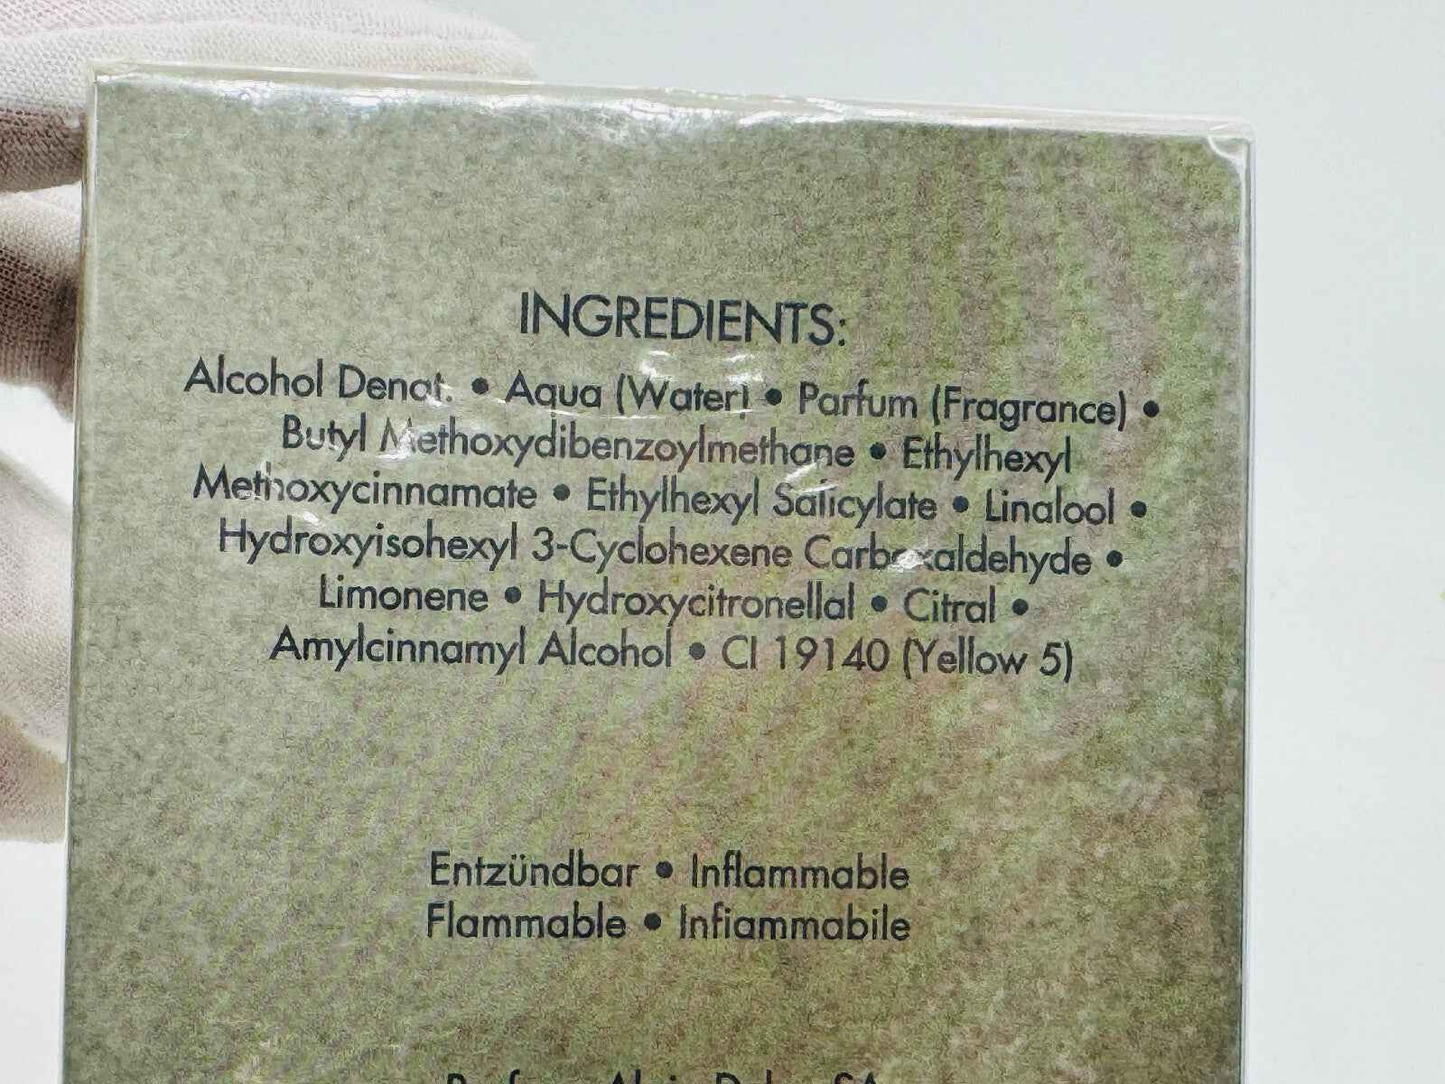 INGREDIENTS:
Alcohol Denat. • Aqua (Water) • Parfum (Fragrance) •
Butyl Methoxydibenzoylmethane • Ethylhexyl
Methoxycinnamate • Ethylhexyl Salicylate • Linalool •
Hydroxyisohexyl 3-Cyclohexene Carboxaldehyde •
Limonene • Hydroxycitronellal • Citral •
Amylcinnamyl Alcohol • CI 19140 (Yellow 5)
Entzündbar • Inflammable
Flammable • Infiammabile